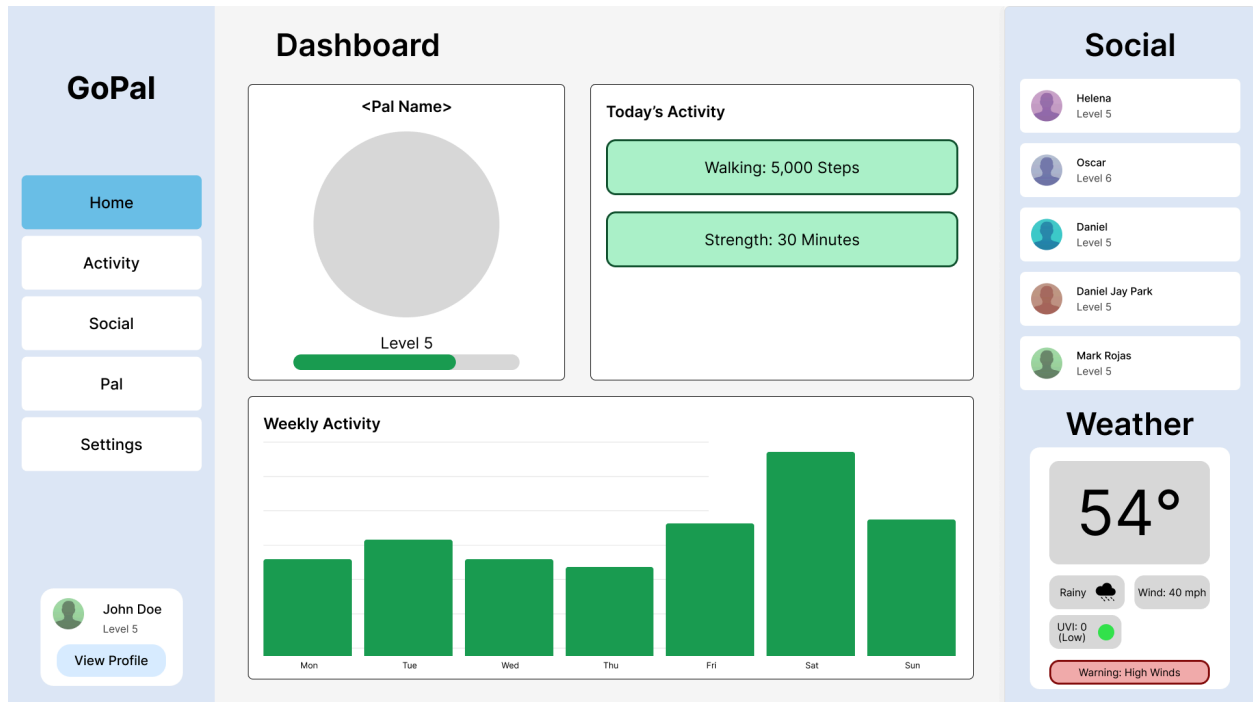 GoPal
Home
Activity
Social
Pal
Settings
John Doe
Level 5
View Profile
Dashboard
<Pal Name>
Level 5
Today’s Activity
Walking: 5,000 Steps
Strength: 30 Minutes
Weekly Activity
Mon Tue Wed Thu Fri Sat Sun
Social
Helena
Level 5
Oscar
Level 6
Daniel
Level 5
Daniel Jay Park
Level 5
Mark Rojas
Level 5
Weather
54°
Rainy
Wind: 40 mph
UVI: 0
(Low)
Warning: High Winds